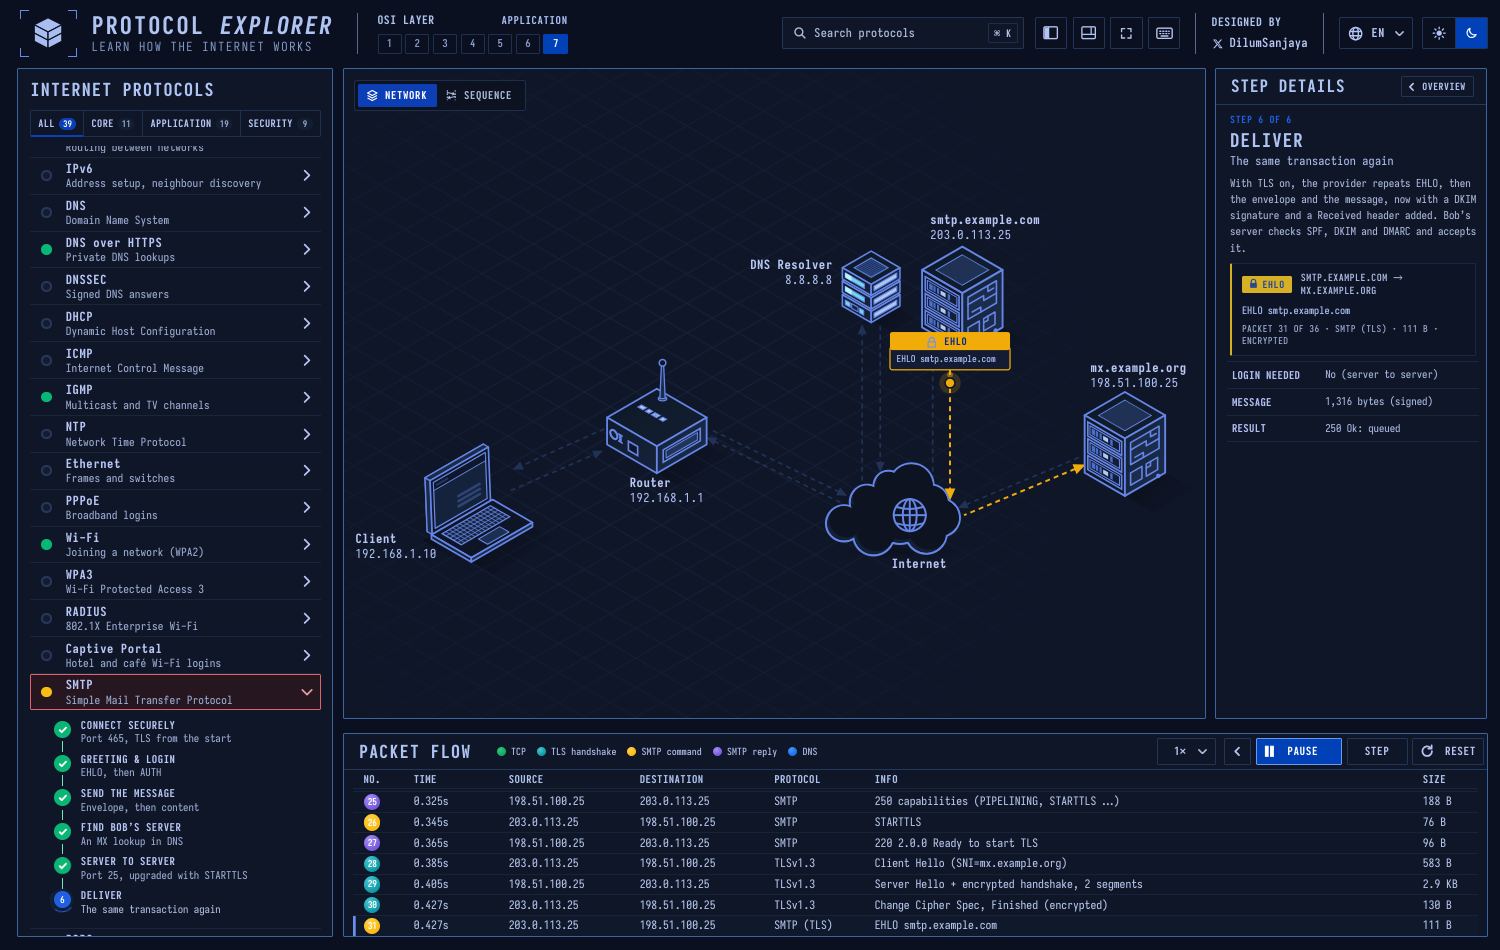 PROTOCOL EXPLORER
LEARN HOW THE INTERNET WORKS
OSI LAYER APPLICATION
1 2 3 4 5 6 7
Search protocols ⌘ K
DESIGNED BY
DilumSanjaya
EN
INTERNET PROTOCOLS
ALL 39 CORE 11 APPLICATION 19 SECURITY 9
Routing between networks
IPv6
Address setup, neighbour discovery
DNS
Domain Name System
DNS over HTTPS
Private DNS lookups
DNSSEC
Signed DNS answers
DHCP
Dynamic Host Configuration
ICMP
Internet Control Message
IGMP
Multicast and TV channels
NTP
Network Time Protocol
Ethernet
Frames and switches
PPPoE
Broadband logins
Wi-Fi
Joining a network (WPA2)
WPA3
Wi-Fi Protected Access 3
RADIUS
802.1X Enterprise Wi-Fi
Captive Portal
Hotel and café Wi-Fi logins
SMTP
Simple Mail Transfer Protocol
CONNECT SECURELY
Port 465, TLS from the start
GREETING & LOGIN
EHLO, then AUTH
SEND THE MESSAGE
Envelope, then content
FIND BOB'S SERVER
An MX lookup in DNS
SERVER TO SERVER
Port 25, upgraded with STARTTLS
6 DELIVER
The same transaction again
NETWORK SEQUENCE
smtp.example.com
203.0.113.25
DNS Resolver
8.8.8.8
EHLO
EHLO smtp.example.com
mx.example.org
198.51.100.25
Router
192.168.1.1
Client
192.168.1.10
Internet
STEP DETAILS OVERVIEW
STEP 6 OF 6
DELIVER
The same transaction again
With TLS on, the provider repeats EHLO, then
the envelope and the message, now with a DKIM
signature and a Received header added. Bob's
server checks SPF, DKIM and DMARC and accepts
it.
EHLO SMTP.EXAMPLE.COM →
MX.EXAMPLE.ORG
EHLO smtp.example.com
PACKET 31 OF 36 · SMTP (TLS) · 111 B ·
ENCRYPTED
LOGIN NEEDED No (server to server)
MESSAGE 1,316 bytes (signed)
RESULT 250 Ok: queued
PACKET FLOW TCP TLS handshake SMTP command SMTP reply DNS 1× PAUSE STEP RESET
NO. TIME SOURCE DESTINATION PROTOCOL INFO SIZE
25 0.325s 198.51.100.25 203.0.113.25 SMTP 250 capabilities (PIPELINING, STARTTLS …) 188 B
26 0.345s 203.0.113.25 198.51.100.25 SMTP STARTTLS 76 B
27 0.365s 198.51.100.25 203.0.113.25 SMTP 220 2.0.0 Ready to start TLS 96 B
28 0.385s 203.0.113.25 198.51.100.25 TLSv1.3 Client Hello (SNI=mx.example.org) 583 B
29 0.405s 198.51.100.25 203.0.113.25 TLSv1.3 Server Hello + encrypted handshake, 2 segments 2.9 KB
30 0.427s 203.0.113.25 198.51.100.25 TLSv1.3 Change Cipher Spec, Finished (encrypted) 130 B
31 0.427s 203.0.113.25 198.51.100.25 SMTP (TLS) EHLO smtp.example.com 111 B